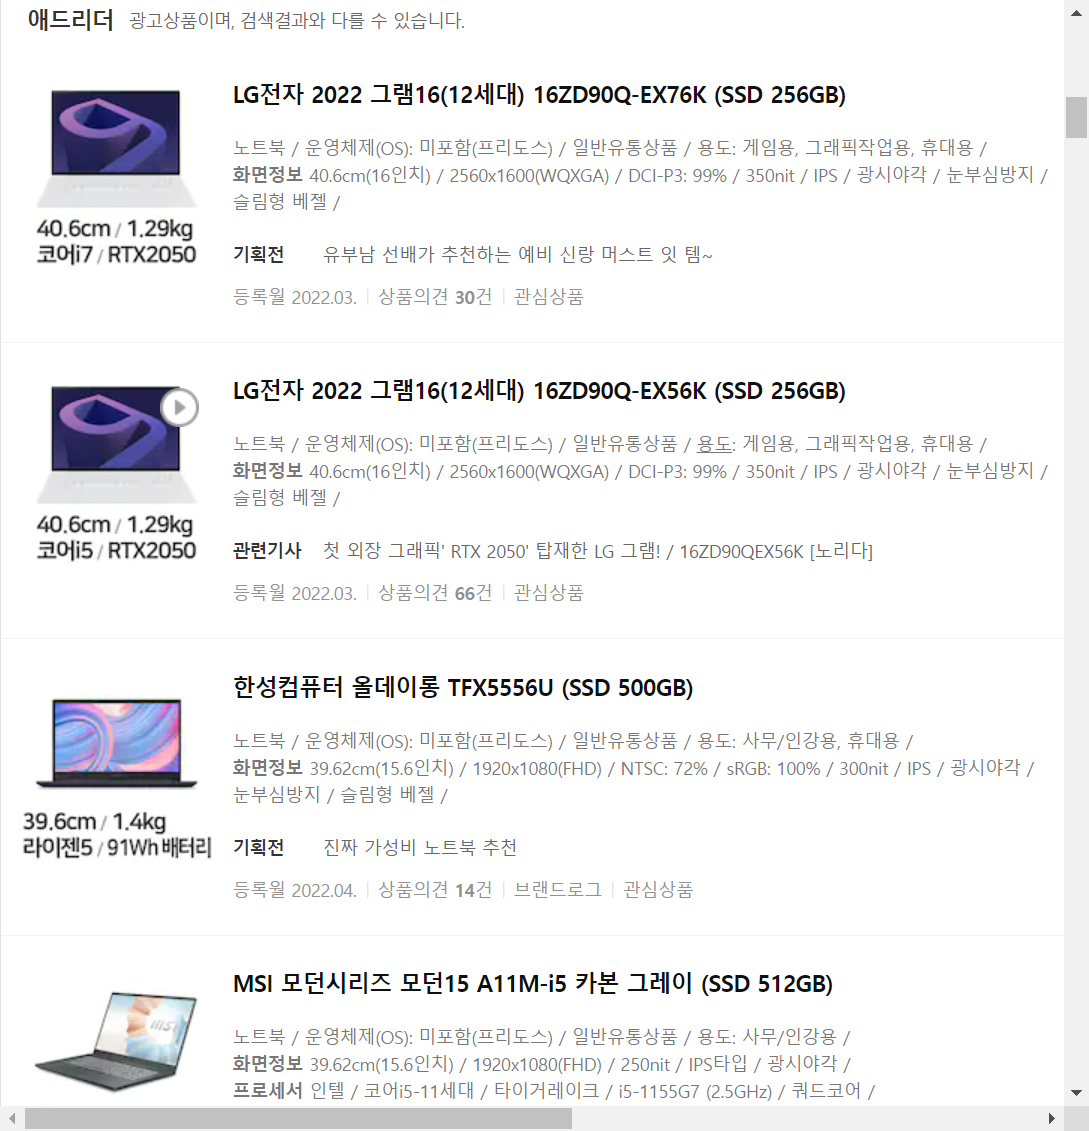 애드리더 광고상품이며, 검색결과와 다를 수 있습니다.
LG전자 2022 그램16(12세대) 16ZD90Q-EX76K (SSD 256GB)
노트북 / 운영체제(OS): 미포함(프리도스) / 일반유통상품 / 용도: 게임용, 그래픽작업용, 휴대용 /
화면정보 40.6cm(16인치) / 2560x1600(WQXGA) / DCI-P3: 99% / 350nit / IPS / 광시야각 / 눈부심방지 /
슬림형 베젤 /
40.6cm / 1.29kg
코어i7 / RTX2050
기획전 유부남 선배가 추천하는 예비 신랑 머스트 잇 템~
등록월 2022.03. 상품의견 30건 관심상품
LG전자 2022 그램16(12세대) 16ZD90Q-EX56K (SSD 256GB)
노트북 / 운영체제(OS): 미포함(프리도스) / 일반유통상품 / 용도: 게임용, 그래픽작업용, 휴대용 /
화면정보 40.6cm(16인치) / 2560x1600(WQXGA) / DCI-P3: 99% / 350nit / IPS / 광시야각 / 눈부심방지 /
슬림형 베젤 /
40.6cm / 1.29kg
코어i5 / RTX2050
관련기사 첫 외장 그래픽' RTX 2050' 탑재한 LG 그램! / 16ZD90QEX56K [노리다]
등록월 2022.03. 상품의견 66건 관심상품
한성컴퓨터 올데이롱 TFX5556U (SSD 500GB)
노트북 / 운영체제(OS): 미포함(프리도스) / 일반유통상품 / 용도: 사무/인강용, 휴대용 /
화면정보 39.62cm(15.6인치) / 1920x1080(FHD) / NTSC: 72% / sRGB: 100% / 300nit / IPS / 광시야각 /
눈부심방지 / 슬림형 베젤 /
39.6cm / 1.4kg
라이젠5 / 91Wh 배터리
기획전 진짜 가성비 노트북 추천
등록월 2022.04. 상품의견 14건 브랜드로그 관심상품
MSI 모던시리즈 모던15 A11M-i5 카본 그레이 (SSD 512GB)
노트북 / 운영체제(OS): 미포함(프리도스) / 일반유통상품 / 용도: 사무/인강용 /
화면정보 39.62cm(15.6인치) / 1920x1080(FHD) / 250nit / IPS타입 / 광시야각 /
프로세서 인텔 / 코어i5-11세대 / 타이거레이크 / i5-1155G7 (2.5GHz) / 쿼드코어 /
msi